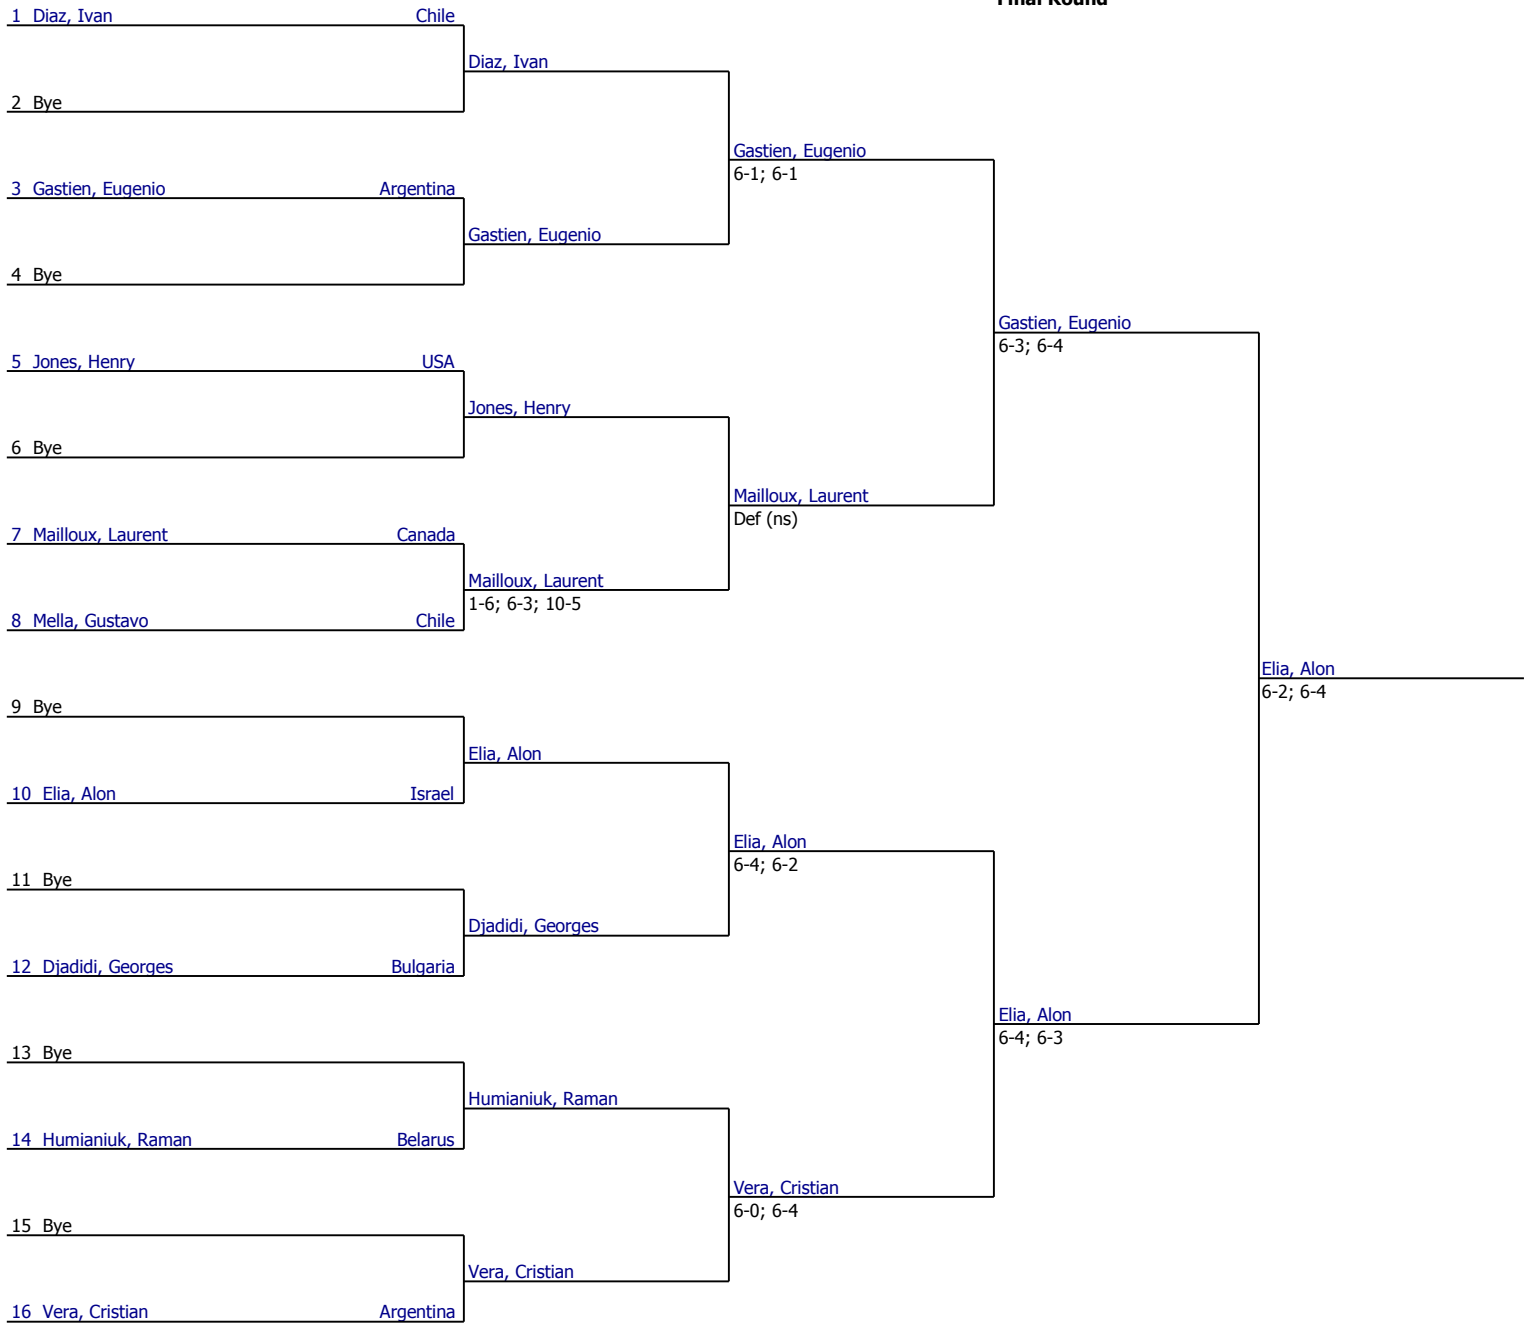 Final Round
1 Diaz, Ivan Chile
Diaz, Ivan
2 Bye
Gastien, Eugenio
6-1; 6-1
3 Gastien, Eugenio Argentina
Gastien, Eugenio
4 Bye
Gastien, Eugenio
6-3; 6-4
5 Jones, Henry USA
Jones, Henry
6 Bye
Mailloux, Laurent
Def (ns)
7 Mailloux, Laurent Canada
Mailloux, Laurent
1-6; 6-3; 10-5
8 Mella, Gustavo Chile
Elia, Alon
6-2; 6-4
9 Bye
Elia, Alon
10 Elia, Alon Israel
Elia, Alon
6-4; 6-2
11 Bye
Djadidi, Georges
12 Djadidi, Georges Bulgaria
Elia, Alon
6-4; 6-3
13 Bye
Humianiuk, Raman
14 Humianiuk, Raman Belarus
Vera, Cristian
6-0; 6-4
15 Bye
Vera, Cristian
16 Vera, Cristian Argentina